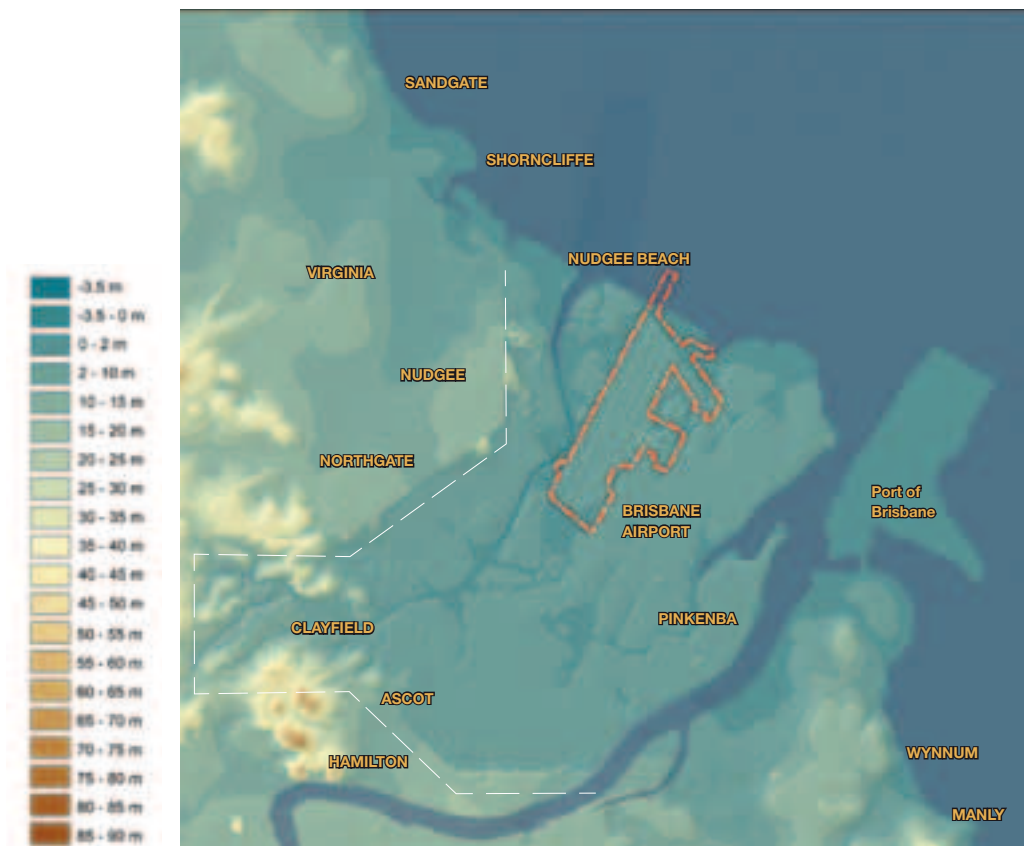 SANDGATE
SHORNCLIFFE
NUDGEE BEACH
VIRGINIA
NUDGEE
NORTHGATE
BRISBANE
AIRPORT
Port of
Brisbane
CLAYFIELD
PINKENBA
ASCOT
HAMILTON
WYNNUM
MANLY
-3.5 m
-3.5 - 0 m
0 - 2 m
2 - 10 m
10 - 15 m
15 - 20 m
20 - 25 m
25 - 30 m
30 - 35 m
35 - 40 m
40 - 45 m
45 - 50 m
50 - 55 m
55 - 60 m
60 - 65 m
65 - 70 m
70 - 75 m
75 - 80 m
80 - 85 m
85 - 90 m